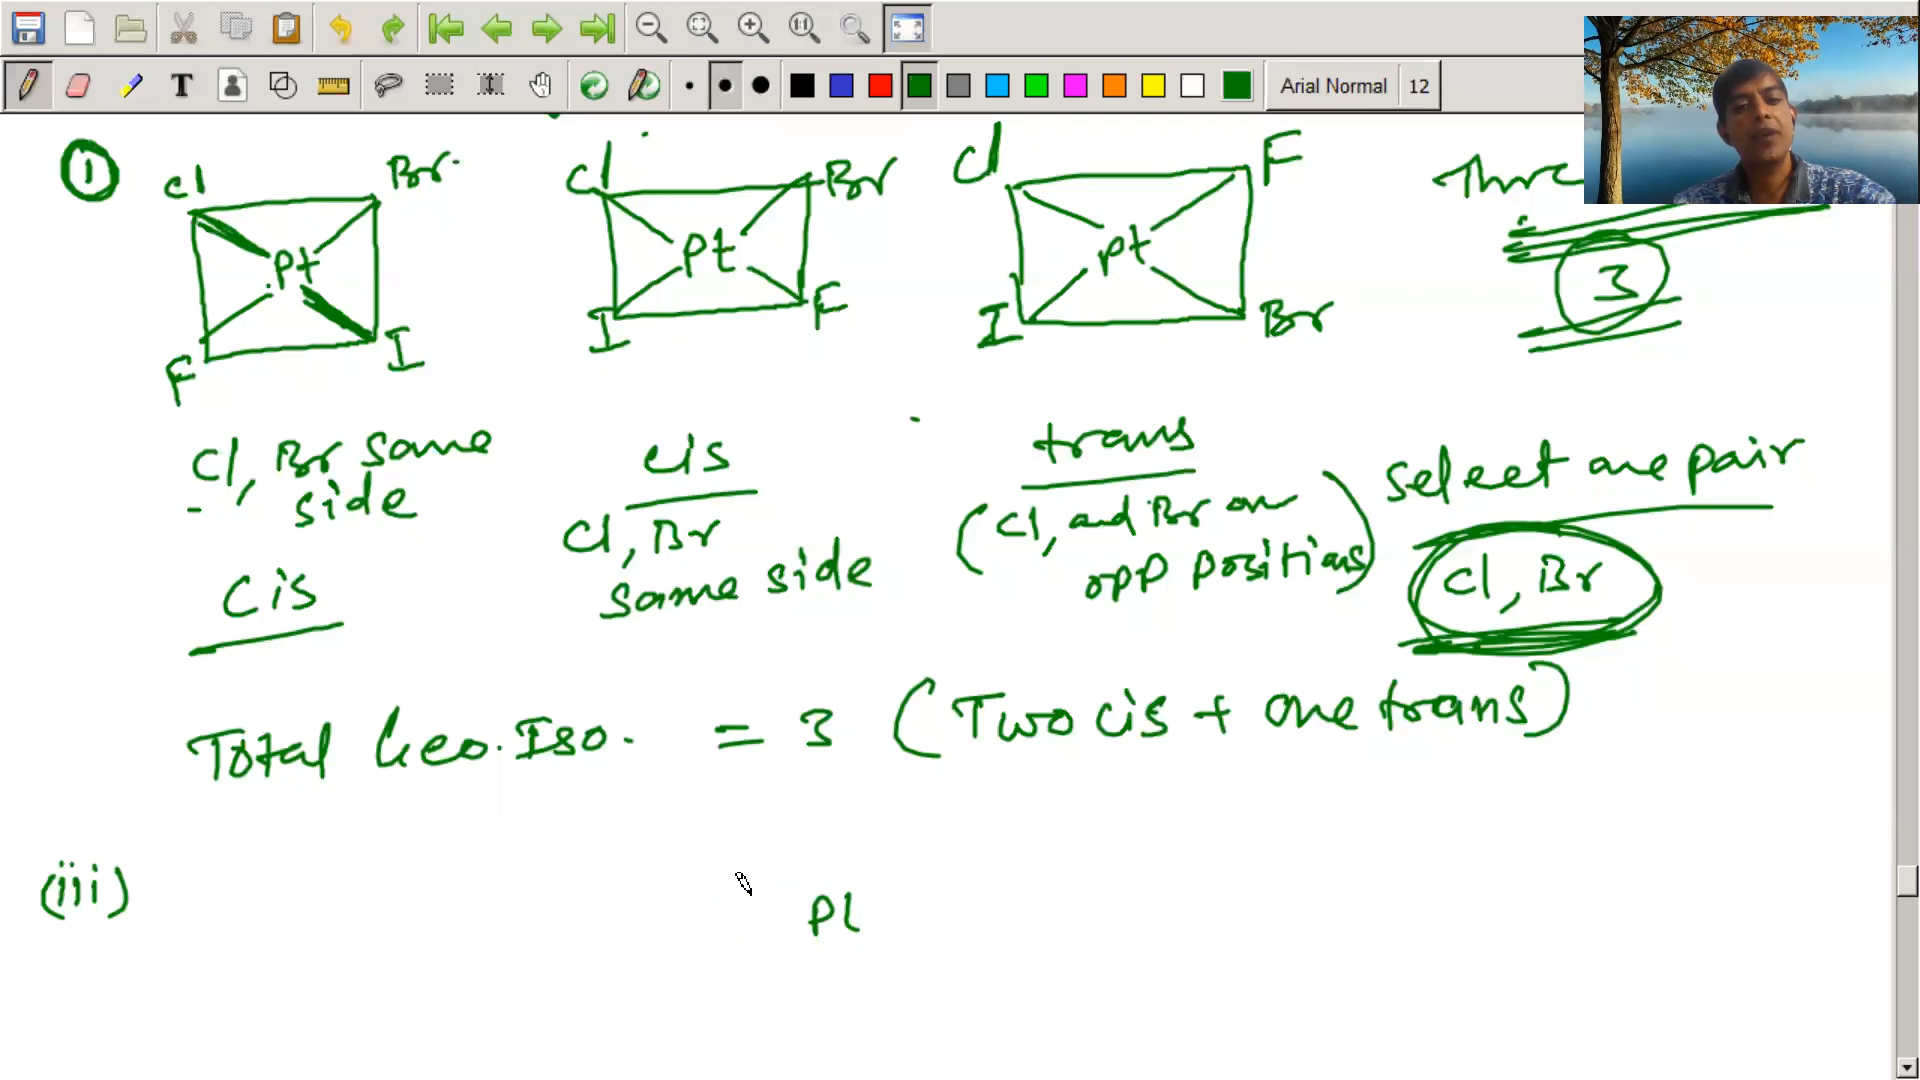 Arial Normal 12
1
Cl Br Pt F I
Cl Br Pt I F
Cl F Pt I Br
3
Cl, Br same side
cis
cis
Cl, Br
same side
trans
(Cl, and Br on
opp positions)
select one pair
Cl, Br
Total Geo. Iso. = 3 (Two cis + one trans)
(iii)